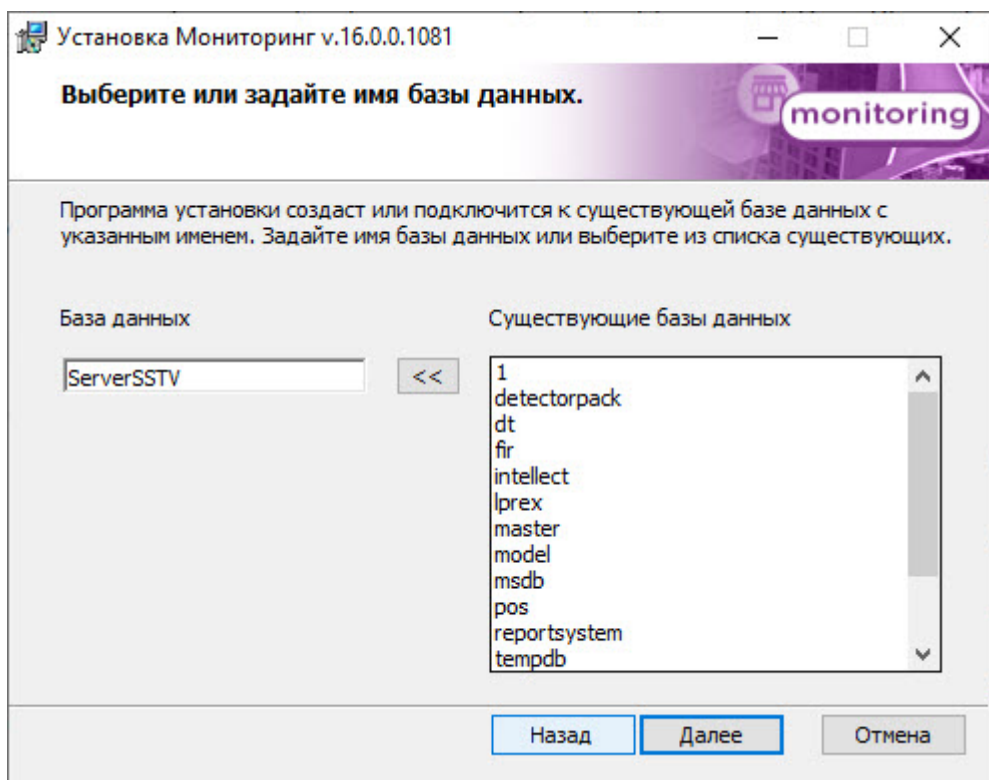 Установка Мониторинг v.16.0.0.1081
Выберите или задайте имя базы данных.
monitoring
Программа установки создаст или подключится к существующей базе данных с
указанным именем. Задайте имя базы данных или выберите из списка существующих.
База данных
Существующие базы данных
ServerSSTV
<<
1
detectorpack
dt
fir
intellect
lprex
master
model
msdb
pos
reportsystem
tempdb
Назад
Далее
Отмена